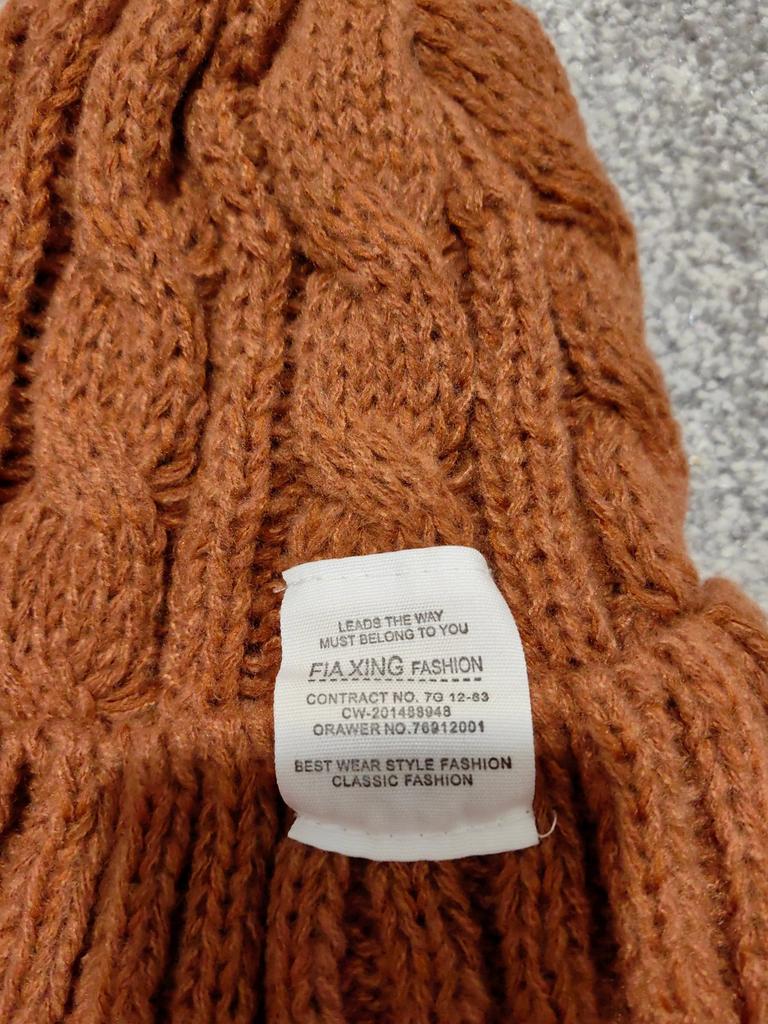 LEADS THE WAY
MUST BELONG TO YOU
FIA XING FASHION
CONTRACT NO. 7G 12-63
CW-201488948
ORAWER NO.76912001
BEST WEAR STYLE FASHION
CLASSIC FASHION